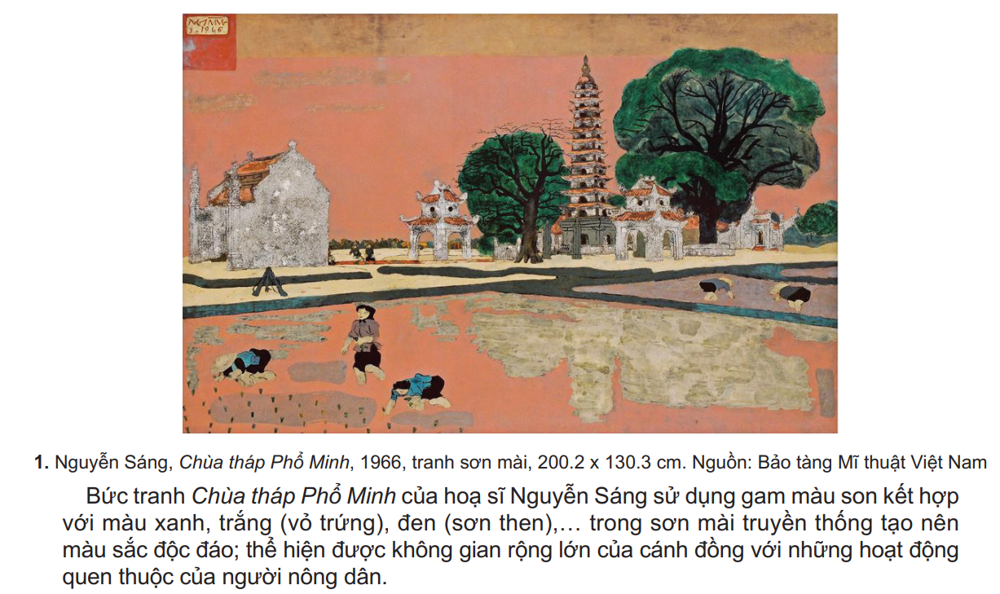 NGSÁNG
3-1966
1. Nguyễn Sáng, Chùa tháp Phổ Minh, 1966, tranh sơn mài, 200.2 x 130.3 cm. Nguồn: Bảo tàng Mĩ thuật Việt Nam
Bức tranh Chùa tháp Phổ Minh của hoạ sĩ Nguyễn Sáng sử dụng gam màu son kết hợp
với màu xanh, trắng (vỏ trứng), đen (sơn then),… trong sơn mài truyền thống tạo nên
màu sắc độc đáo; thể hiện được không gian rộng lớn của cánh đồng với những hoạt động
quen thuộc của người nông dân.